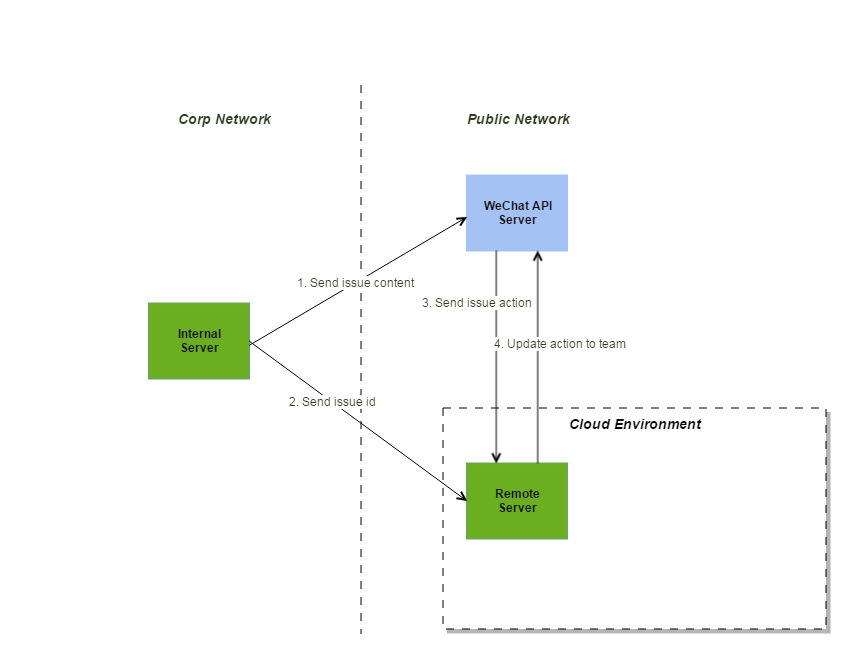 Corp Network
Public Network
WeChat API
Server
1. Send issue content
3. Send issue action
Internal
Server
4. Update action to team
2. Send issue id
Cloud Environment
Remote
Server